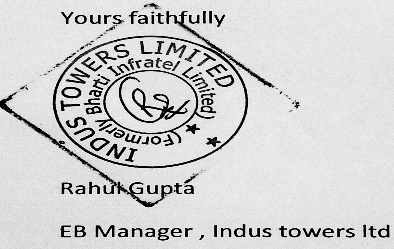 Yours faithfully
INDUS TOWERS LIMITED
(Formerly Bharti Infratel Limited)
Rahul Gupta
EB Manager , Indus towers ltd